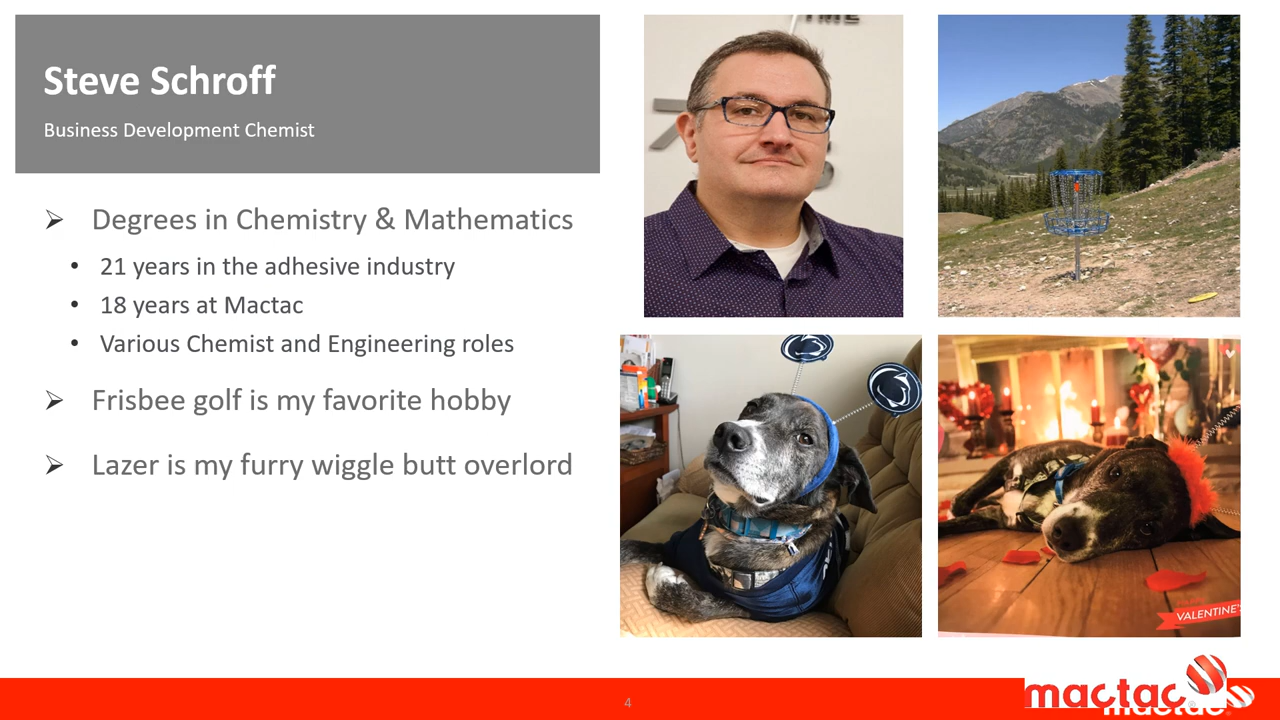 Steve Schroff
Business Development Chemist
➢ Degrees in Chemistry & Mathematics
• 21 years in the adhesive industry
• 18 years at Mactac
• Various Chemist and Engineering roles
➢ Frisbee golf is my favorite hobby
➢ Lazer is my furry wiggle butt overlord
VALENTINE'S
4
mactac
mactac